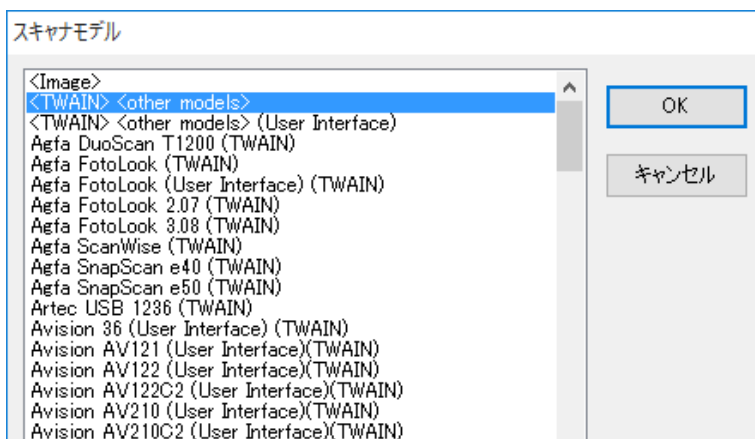 スキャナモデル
<Image>
<TWAIN> <other models>
<TWAIN> <other models> (User Interface)
Agfa DuoScan T1200 (TWAIN)
Agfa FotoLook (TWAIN)
Agfa FotoLook (User Interface) (TWAIN)
Agfa FotoLook 2.07 (TWAIN)
Agfa FotoLook 3.08 (TWAIN)
Agfa ScanWise (TWAIN)
Agfa SnapScan e40 (TWAIN)
Agfa SnapScan e50 (TWAIN)
Artec USB 1236 (TWAIN)
Avision 36 (User Interface) (TWAIN)
Avision AV121 (User Interface)(TWAIN)
Avision AV122 (User Interface)(TWAIN)
Avision AV122C2 (User Interface)(TWAIN)
Avision AV210 (User Interface)(TWAIN)
Avision AV210C2 (User Interface)(TWAIN)
OK
キャンセル